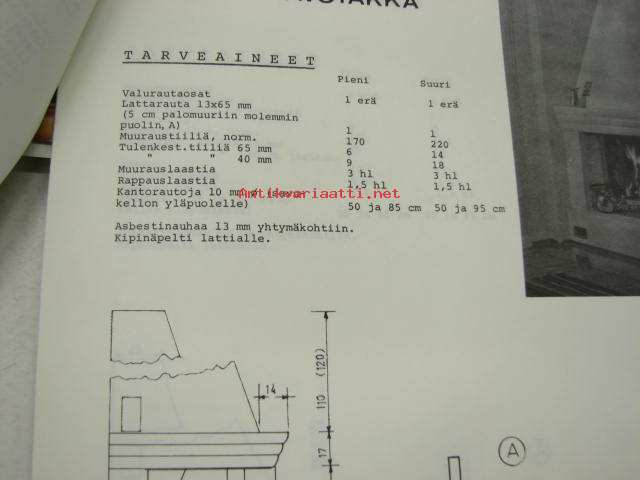 TAKKA
TARVEAINEET
Pieni Suuri
Valurautaosat 1 erä 1 erä
Lattarauta 13x65 mm
(5 cm palomuuriin molemmin
puolin, A) 1 1
Muuraustiiliä, norm. 170 220
Tulenkest.tiiliä 65 mm 6 14
" " 40 mm 9 18
Muurauslaastia 3 hl 3 hl
Rappauslaastia 1,5 hl 1,5 hl
Kantorautoja 10 mm ø
kellon yläpuolelle) 50 ja 85 cm 50 ja 95 cm
Antiikvariaatti.net
Asbestinauhaa 13 mm yhtymäkohtiin.
Kipinäpelti lattialle.
14
110 (120)
17
A